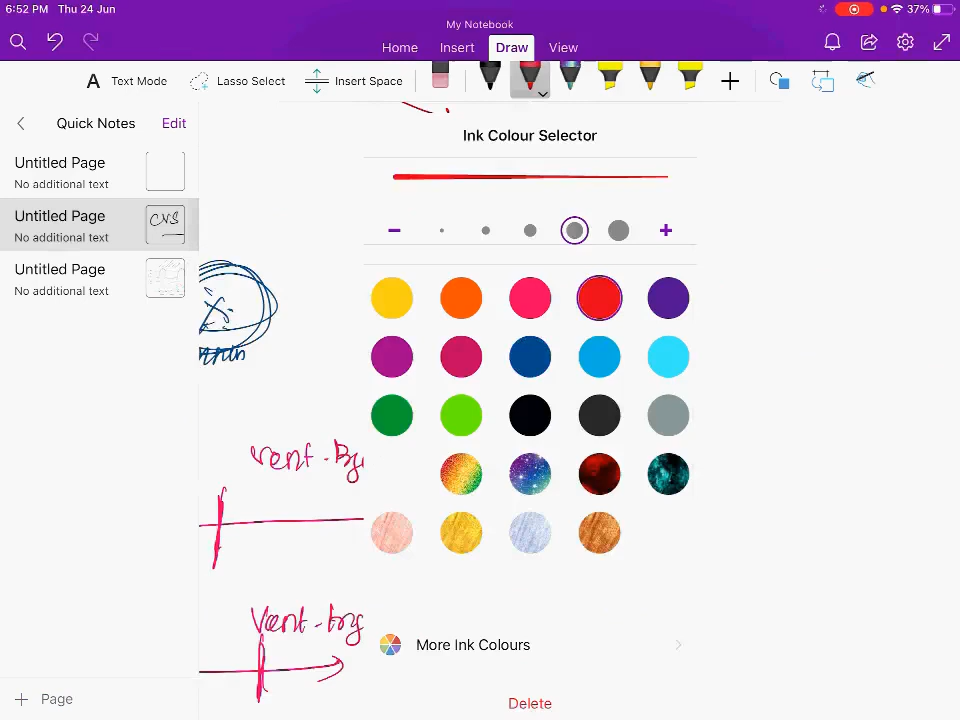 6:52 PM Thu 24 Jun 37%
My Notebook
Home Insert Draw View
Text Mode Lasso Select Insert Space
Quick Notes Edit
Untitled Page
No additional text
Untitled Page
No additional text
CNS
Untitled Page
No additional text
Ink Colour Selector
More Ink Colours
Delete
Page